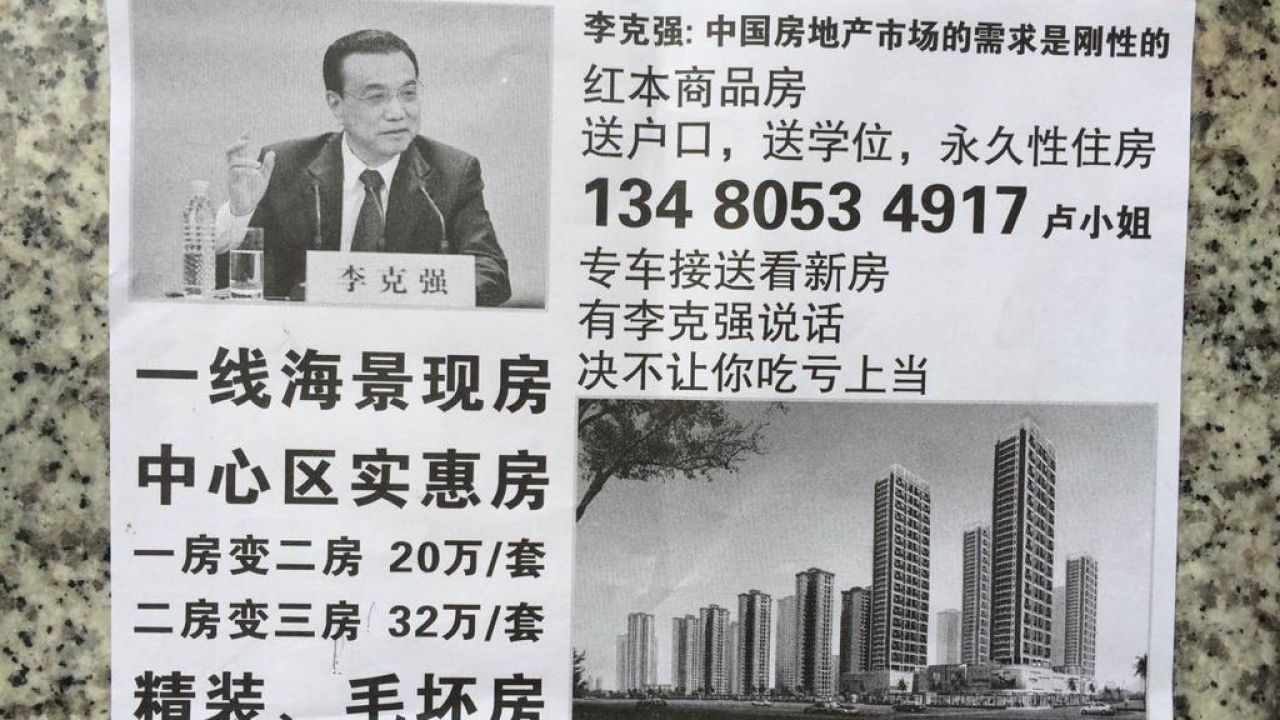 李克强
李克强: 中国房地产市场的需求是刚性的
红本商品房
送户口，送学位，永久性住房
134 8053 4917 卢小姐
专车接送看新房
有李克强说话
决不让你吃亏上当
一线海景现房
中心区实惠房
一房变二房 20万/套
二房变三房 32万/套
精装、毛坯房